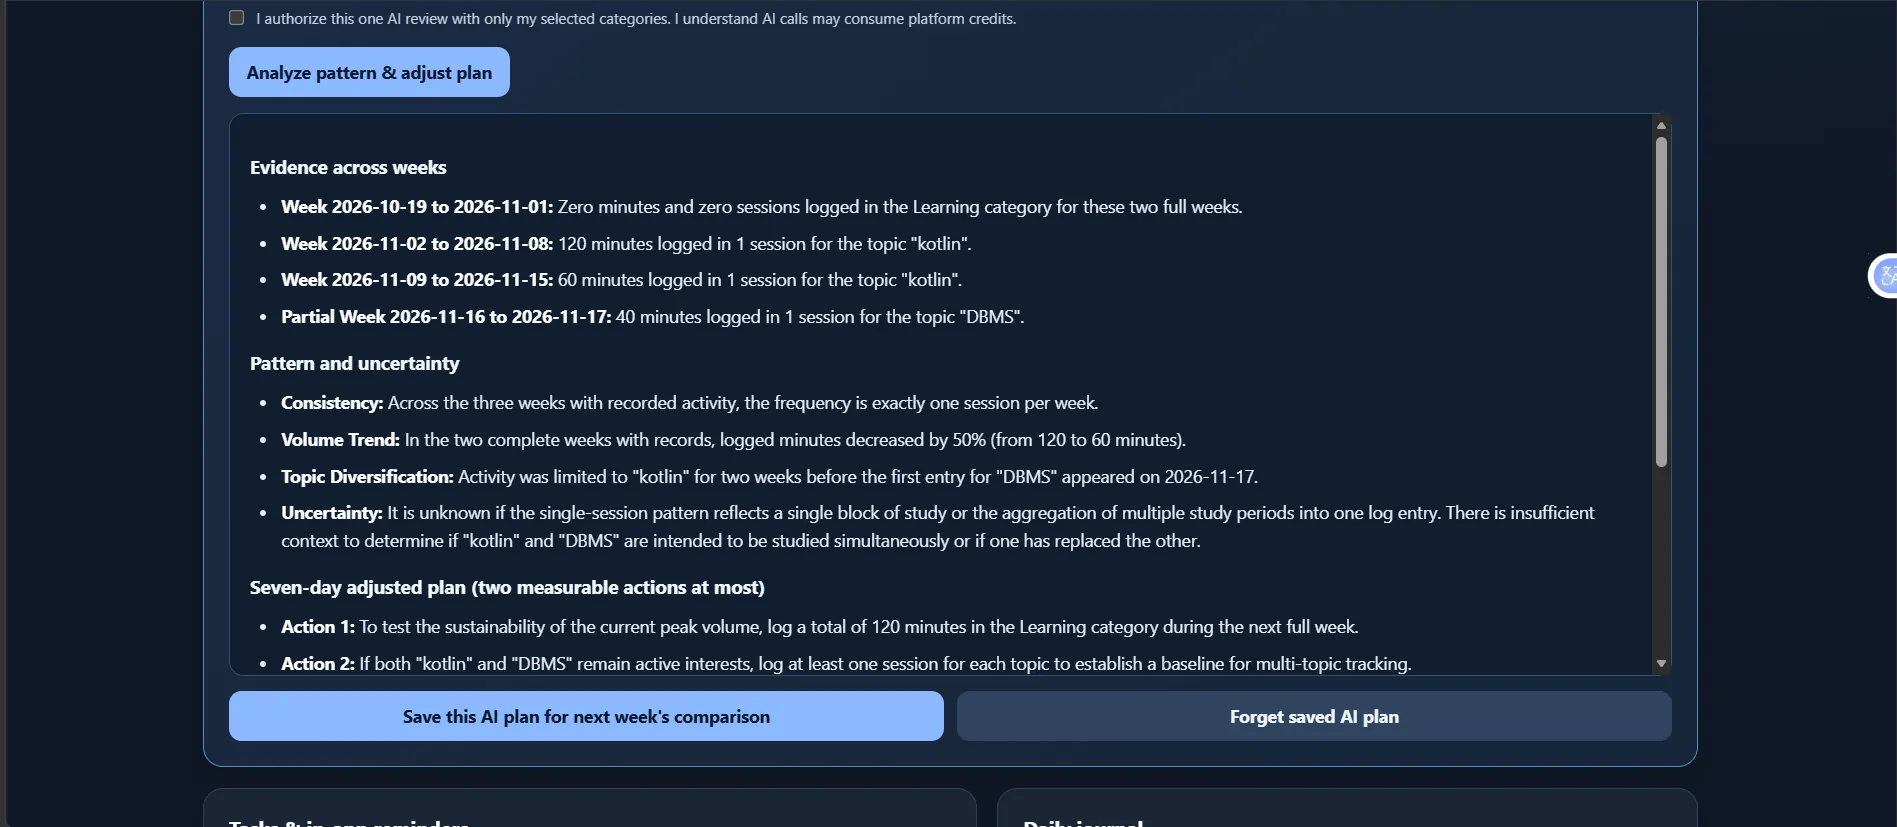 I authorize this one AI review with only my selected categories. I understand AI calls may consume platform credits.
Analyze pattern & adjust plan
Evidence across weeks
• Week 2026-10-19 to 2026-11-01: Zero minutes and zero sessions logged in the Learning category for these two full weeks.
• Week 2026-11-02 to 2026-11-08: 120 minutes logged in 1 session for the topic "kotlin".
• Week 2026-11-09 to 2026-11-15: 60 minutes logged in 1 session for the topic "kotlin".
• Partial Week 2026-11-16 to 2026-11-17: 40 minutes logged in 1 session for the topic "DBMS".
Pattern and uncertainty
• Consistency: Across the three weeks with recorded activity, the frequency is exactly one session per week.
• Volume Trend: In the two complete weeks with records, logged minutes decreased by 50% (from 120 to 60 minutes).
• Topic Diversification: Activity was limited to "kotlin" for two weeks before the first entry for "DBMS" appeared on 2026-11-17.
• Uncertainty: It is unknown if the single-session pattern reflects a single block of study or the aggregation of multiple study periods into one log entry. There is insufficient
context to determine if "kotlin" and "DBMS" are intended to be studied simultaneously or if one has replaced the other.
Seven-day adjusted plan (two measurable actions at most)
• Action 1: To test the sustainability of the current peak volume, log a total of 120 minutes in the Learning category during the next full week.
• Action 2: If both "kotlin" and "DBMS" remain active interests, log at least one session for each topic to establish a baseline for multi-topic tracking.
Save this AI plan for next week's comparison
Forget saved AI plan
Tasks & in-app reminders
Daily journal